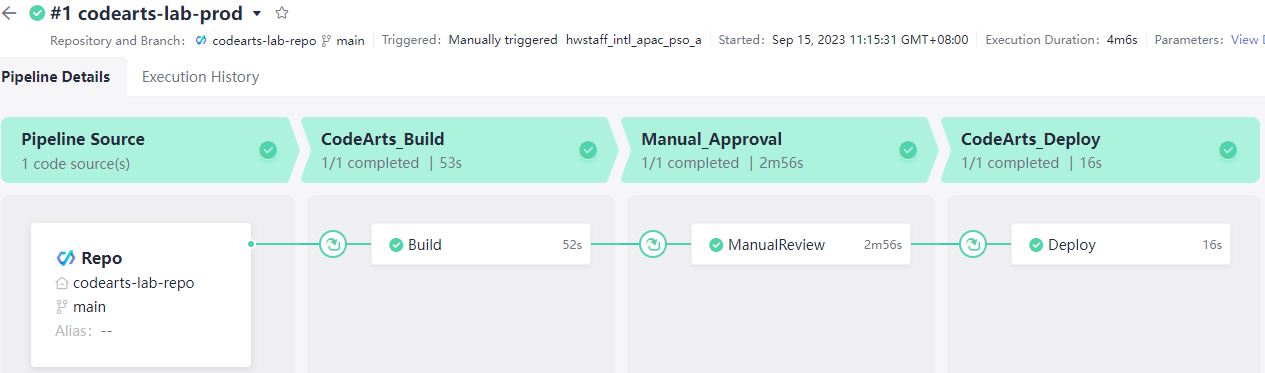 #1 codearts-lab-prod
Repository and Branch: codearts-lab-repo main Triggered: Manually triggered hwstaff_intl_apac_pso_a Started: Sep 15, 2023 11:15:31 GMT+08:00 Execution Duration: 4m6s Parameters: View D
Pipeline Details Execution History
Pipeline Source
1 code source(s)
CodeArts_Build
1/1 completed | 53s
Manual_Approval
1/1 completed | 2m56s
CodeArts_Deploy
1/1 completed | 16s
Repo
codearts-lab-repo
main
Alias: --
Build 52s
ManualReview 2m56s
Deploy 16s